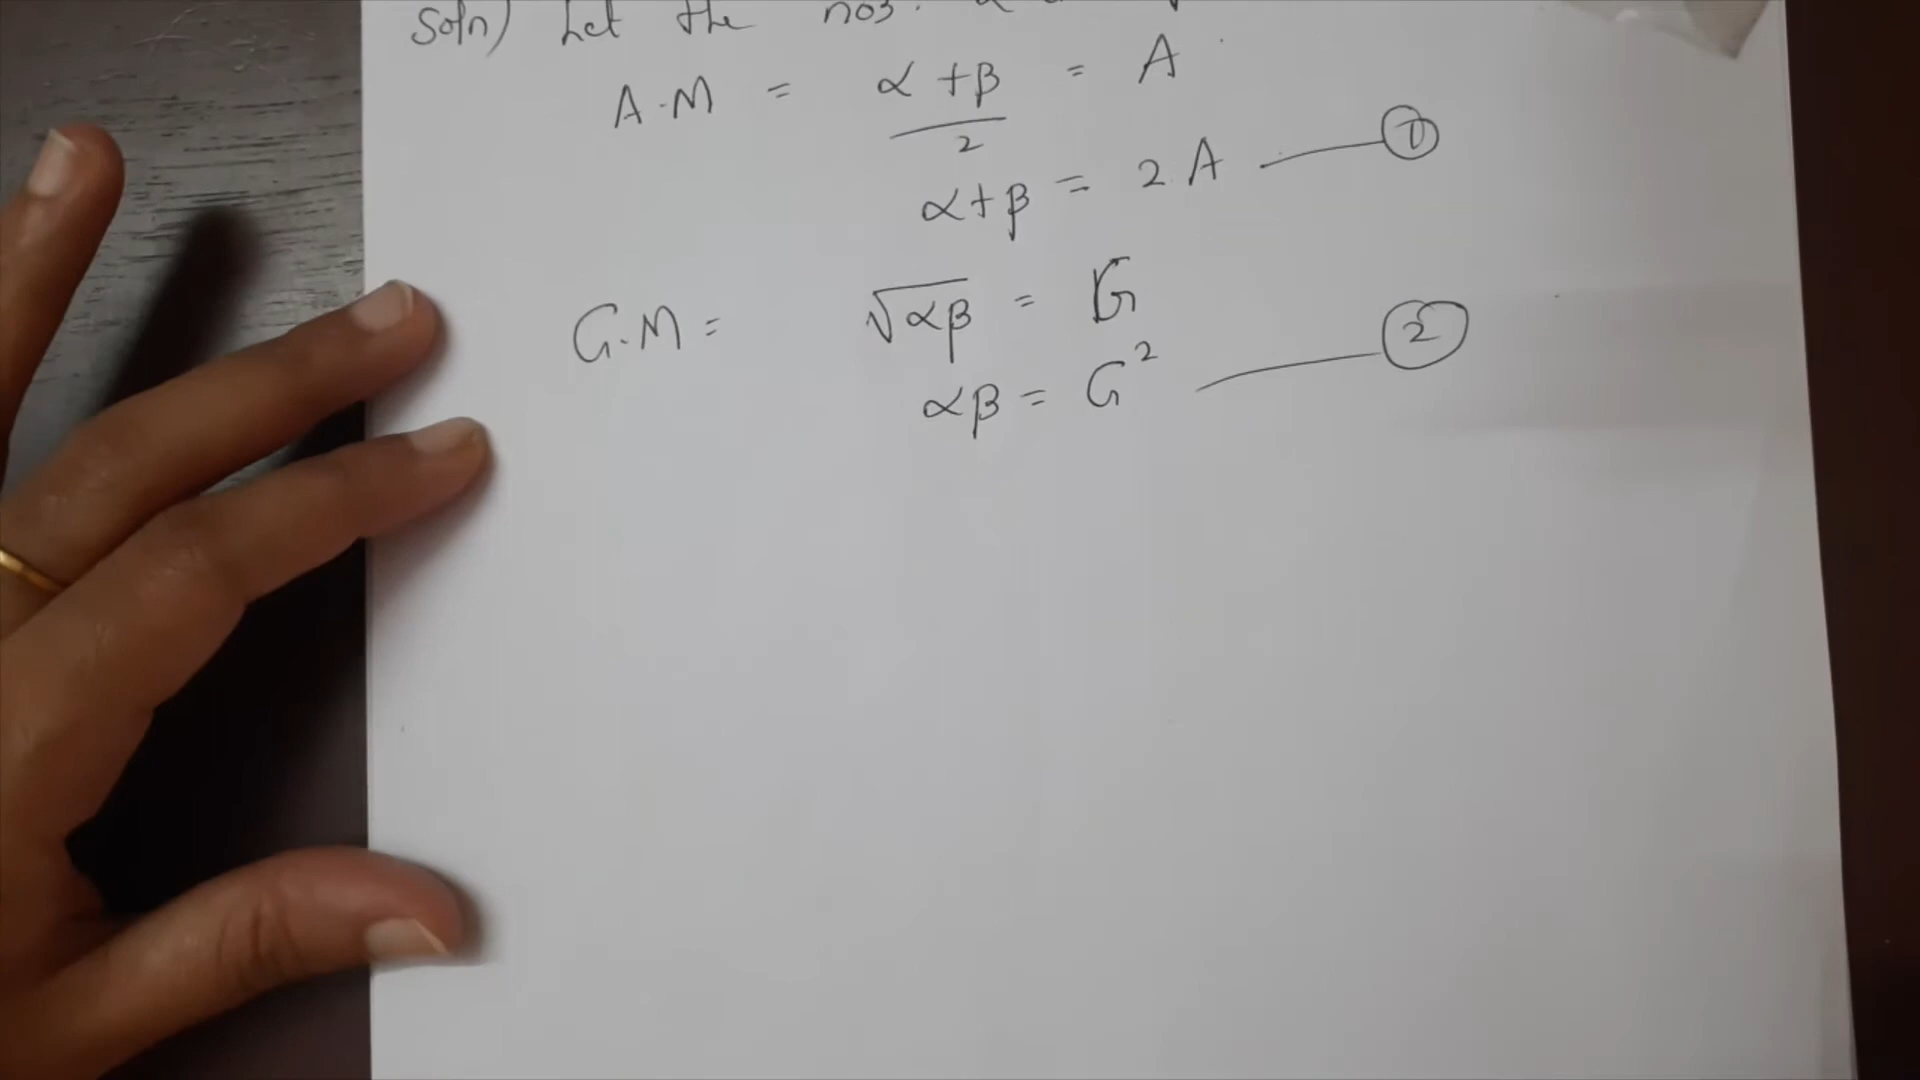 Soln) Let the nos.
A.M = α+β/2 = A
α+β = 2A —— ①
G.M = √αβ = G
αβ = G² —— ②